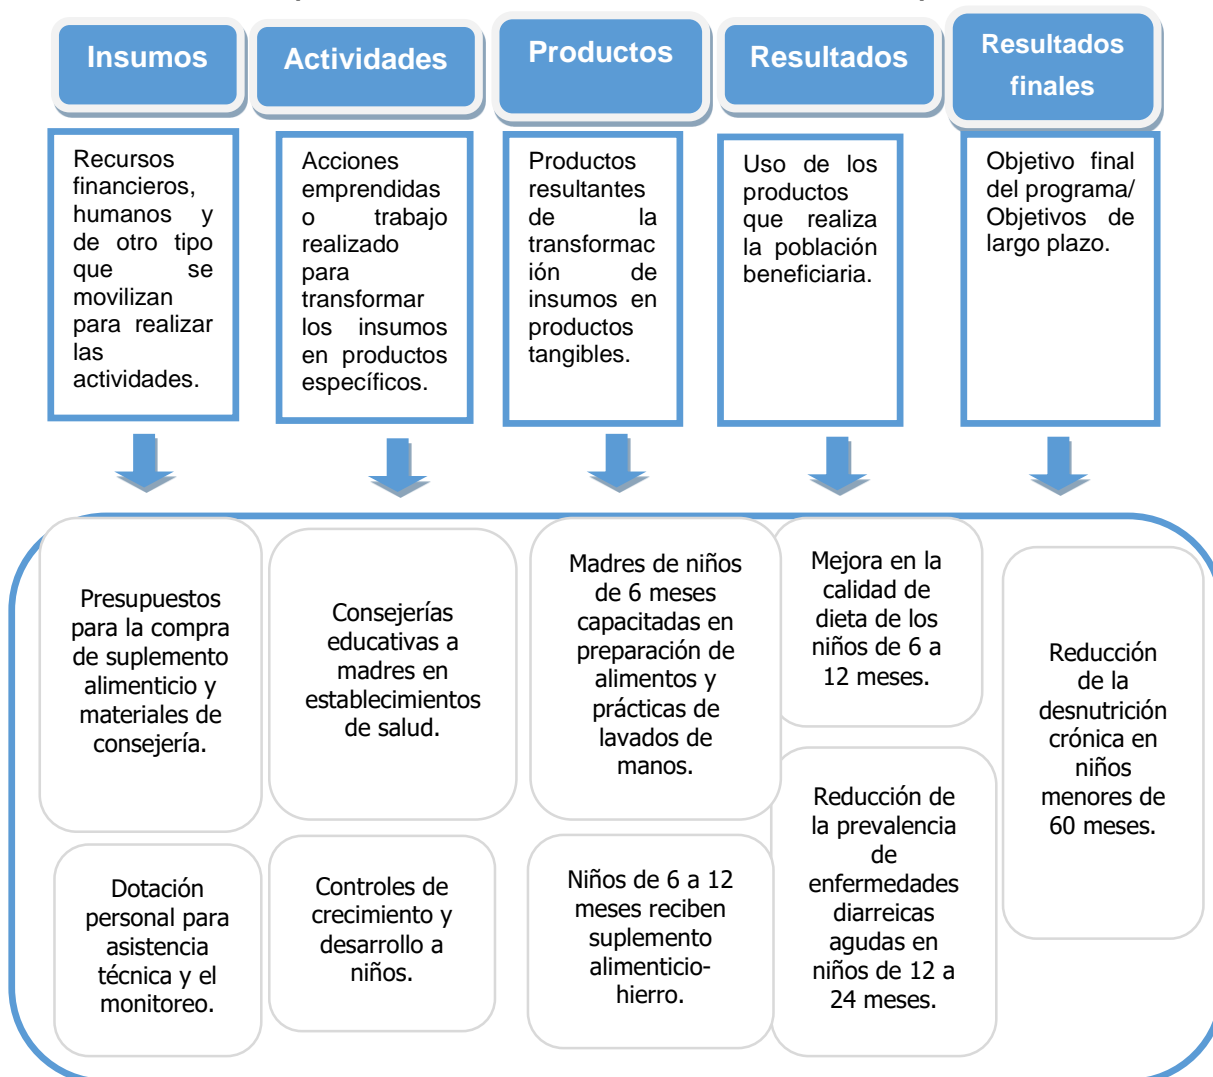 Insumos
Actividades
Productos
Resultados
Resultados
finales
Recursos
financieros,
humanos y
de otro tipo
que se
movilizan
para realizar
las
actividades.
Acciones
emprendidas
o trabajo
realizado
para
transformar
los insumos
en productos
específicos.
Productos
resultantes
de la
transformac
ión de
insumos en
productos
tangibles.
Uso de los
productos
que realiza
la población
beneficiaria.
Objetivo final
del programa/
Objetivos de
largo plazo.
Presupuestos
para la compra
de suplemento
alimenticio y
materiales de
consejería.
Dotación
personal para
asistencia
técnica y el
monitoreo.
Consejerías
educativas a
madres en
establecimientos
de salud.
Controles de
crecimiento y
desarrollo a
niños.
Madres de niños
de 6 meses
capacitadas en
preparación de
alimentos y
prácticas de
lavados de
manos.
Niños de 6 a 12
meses reciben
suplemento
alimenticio-
hierro.
Mejora en la
calidad de
dieta de los
niños de 6 a
12 meses.
Reducción de
la prevalencia
de
enfermedades
diarreicas
agudas en
niños de 12 a
24 meses.
Reducción
de la
desnutrición
crónica en
niños
menores de
60 meses.